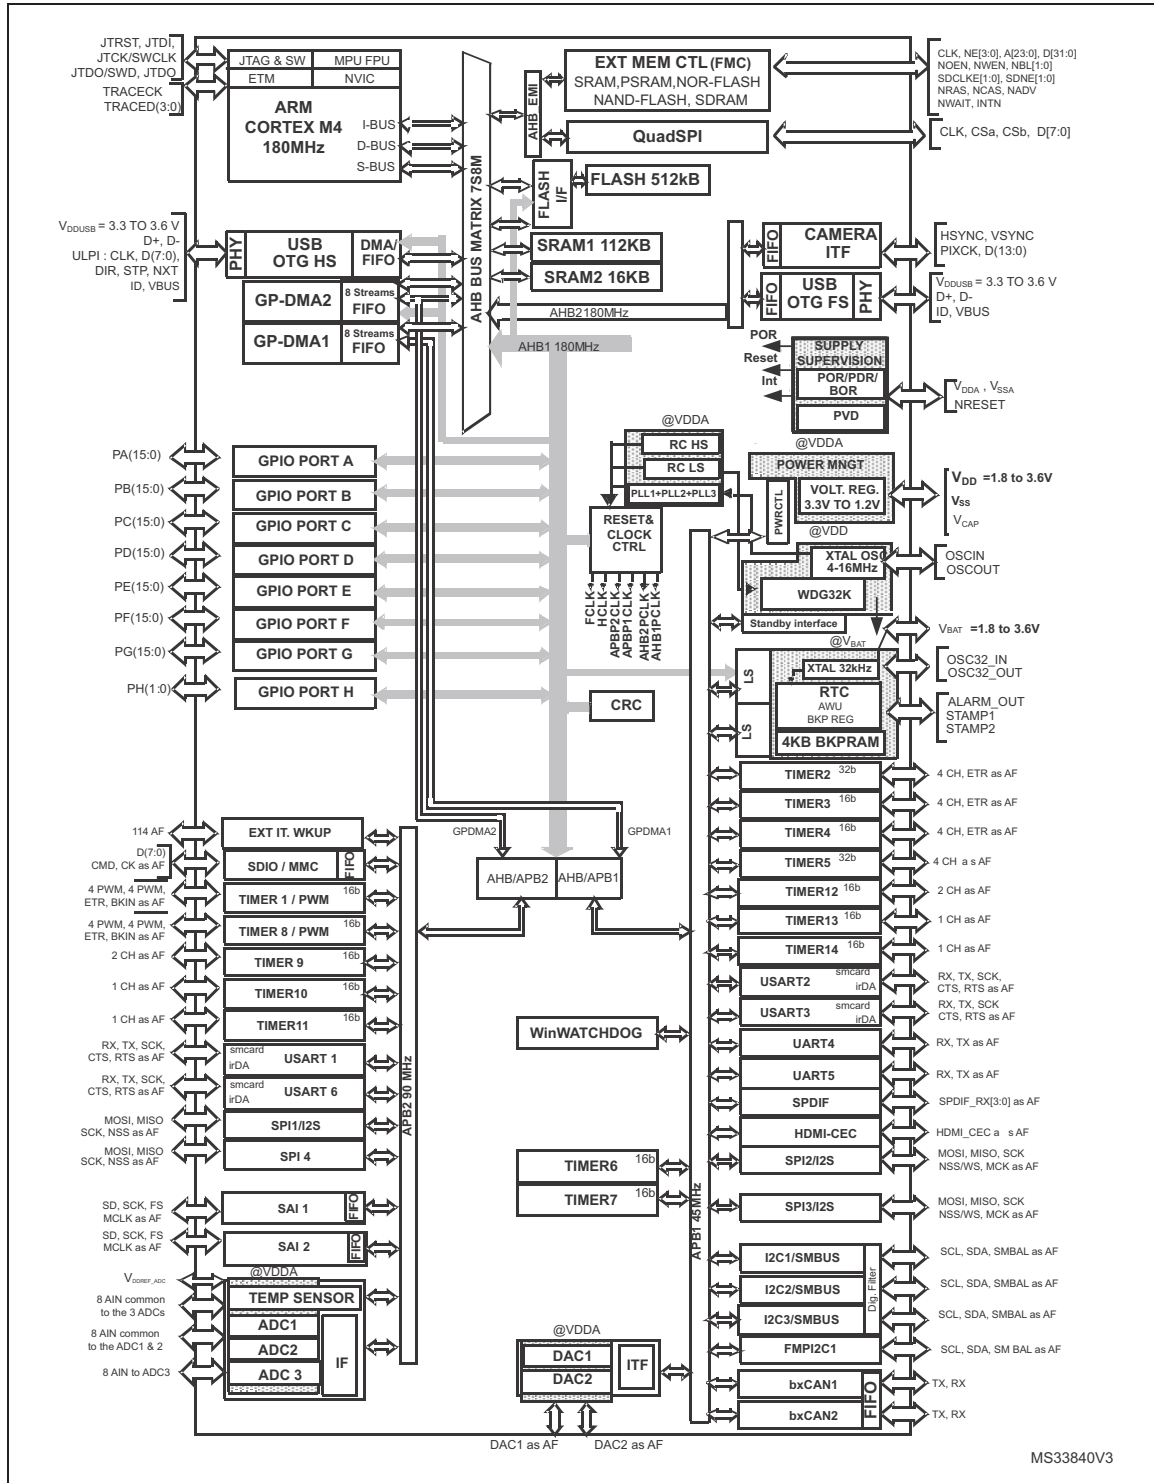 JTRST, JTDI,
JTCK/SWCLK
JTDO/SWD, JTDO
TRACECK
TRACED(3:0)
JTAG & SW
MPU FPU
ETM
NVIC
ARM
CORTEX M4
180MHz
I-BUS
D-BUS
S-BUS
AHB BUS MATRIX 7S8M
AHB EMI
EXT MEM CTL (FMC)
SRAM,PSRAM,NOR-FLASH
NAND-FLASH, SDRAM
CLK, NE[3:0], A[23:0], D[31:0]
NOEN, NWEN, NBL[1:0]
SDCLKE[1:0], SDNE[1:0]
NRAS, NCAS, NADV
NWAIT, INTN
QuadSPI
CLK, CSa, CSb, D[7:0]
FLASH
I/F
FLASH 512kB
SRAM1 112KB
SRAM2 16KB
VDDUSB = 3.3 TO 3.6 V
D+, D-
ULPI : CLK, D(7:0),
DIR, STP, NXT
ID, VBUS
PHY
USB
OTG HS
DMA/
FIFO
GP-DMA2
8 Streams
FIFO
GP-DMA1
8 Streams
FIFO
AHB2180MHz
AHB1 180MHz
FIFO
CAMERA
ITF
HSYNC, VSYNC
PIXCK, D(13:0)
FIFO
USB
OTG FS
PHY
VDDUSB = 3.3 TO 3.6 V
D+, D-
ID, VBUS
POR
Reset
Int
SUPPLY
SUPERVISION
POR/PDR/
BOR
PVD
VDDA , VSSA
NRESET
@VDDA
RC HS
RC LS
PLL1+PLL2+PLL3
@VDDA
POWER MNGT
VOLT. REG.
3.3V TO 1.2V
PWRCTL
VDD =1.8 to 3.6V
VSS
VCAP
@VDD
XTAL OSC
4-16MHz
OSCIN
OSCOUT
WDG32K
Standby interface
RESET&
CLOCK
CTRL
FCLK
HCLK
APBP2CLK
APBP1CLK
AHB2PCLK
AHB1PCLK
@VBAT
VBAT =1.8 to 3.6V
XTAL 32kHz
OSC32_IN
OSC32_OUT
LS
LS
RTC
AWU
BKP REG
4KB BKPRAM
ALARM_OUT
STAMP1
STAMP2
PA(15:0)
GPIO PORT A
PB(15:0)
GPIO PORT B
PC(15:0)
GPIO PORT C
PD(15:0)
GPIO PORT D
PE(15:0)
GPIO PORT E
PF(15:0)
GPIO PORT F
PG(15:0)
GPIO PORT G
PH(1:0)
GPIO PORT H
CRC
GPDMA2
GPDMA1
AHB/APB2
AHB/APB1
114 AF
EXT IT. WKUP
D(7:0)
CMD, CK as AF
SDIO / MMC
FIFO
4 PWM, 4 PWM,
ETR, BKIN as AF
TIMER 1 / PWM
16b
4 PWM, 4 PWM,
ETR, BKIN as AF
TIMER 8 / PWM
16b
2 CH as AF
TIMER 9
16b
1 CH as AF
TIMER10
16b
1 CH as AF
TIMER11
16b
RX, TX, SCK,
CTS, RTS as AF
smcard
irDA
USART 1
RX, TX, SCK,
CTS, RTS as AF
smcard
irDA
USART 6
MOSI, MISO
SCK, NSS as AF
SPI1/I2S
MOSI, MISO
SCK, NSS as AF
SPI 4
SD, SCK, FS
MCLK as AF
SAI 1
FIFO
SD, SCK, FS
MCLK as AF
SAI 2
FIFO
@VDDA
VDDREF_ADC
TEMP SENSOR
8 AIN common
to the 3 ADCs
ADC1
8 AIN common
to the ADC1 & 2
ADC2
8 AIN to ADC3
ADC 3
IF
APB2 90 MHz
WinWATCHDOG
TIMER6
16b
TIMER7
16b
APB1 45MHz
@VDDA
DAC1
DAC2
ITF
DAC1 as AF
DAC2 as AF
TIMER2
32b
4 CH, ETR as AF
TIMER3
16b
4 CH, ETR as AF
TIMER4
16b
4 CH, ETR as AF
TIMER5
32b
4 CH a s AF
TIMER12
16b
2 CH as AF
TIMER13
16b
1 CH as AF
TIMER14
16b
1 CH as AF
USART2
smcard
irDA
RX, TX, SCK,
CTS, RTS as AF
USART3
smcard
irDA
RX, TX, SCK
CTS, RTS as AF
UART4
RX, TX as AF
UART5
RX, TX as AF
SPDIF
SPDIF_RX[3:0] as AF
HDMI-CEC
HDMI_CEC a s AF
SPI2/I2S
MOSI, MISO, SCK
NSS/WS, MCK as AF
SPI3/I2S
MOSI, MISO, SCK
NSS/WS, MCK as AF
I2C1/SMBUS
SCL, SDA, SMBAL as AF
I2C2/SMBUS
SCL, SDA, SMBAL as AF
I2C3/SMBUS
SCL, SDA, SMBAL as AF
Dig. Filter
FMPI2C1
SCL, SDA, SM BAL as AF
bxCAN1
TX, RX
bxCAN2
TX, RX
FIFO
MS33840V3